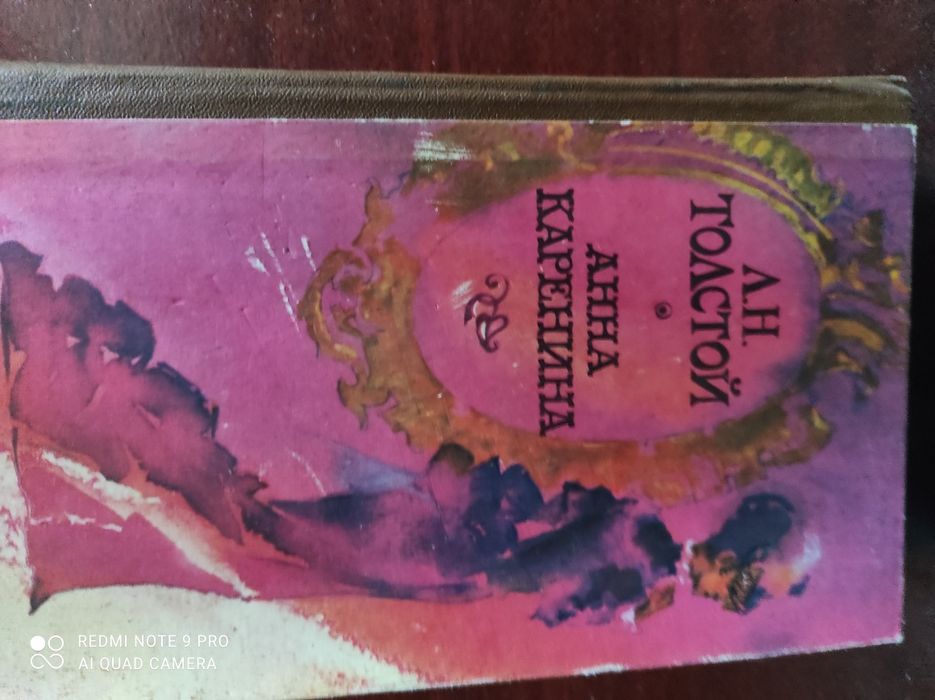 Л.Н.
ТОЛСТОЙ
АННА
КАРЕНИНА
REDMI NOTE 9 PRO
AI QUAD CAMERA